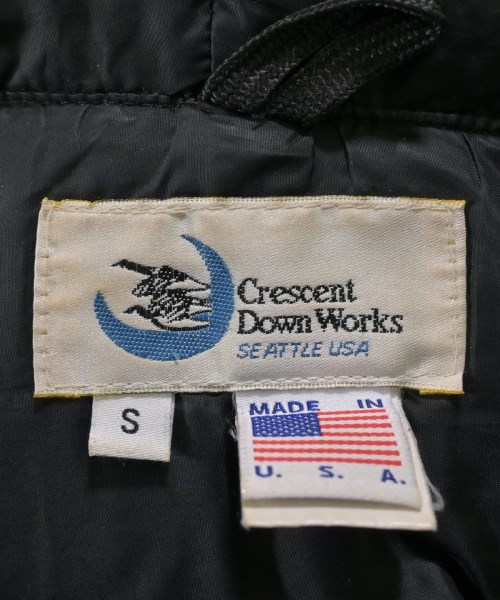 Crescent
Down Works
SEATTLE USA
S
MADE IN
U. S. A.